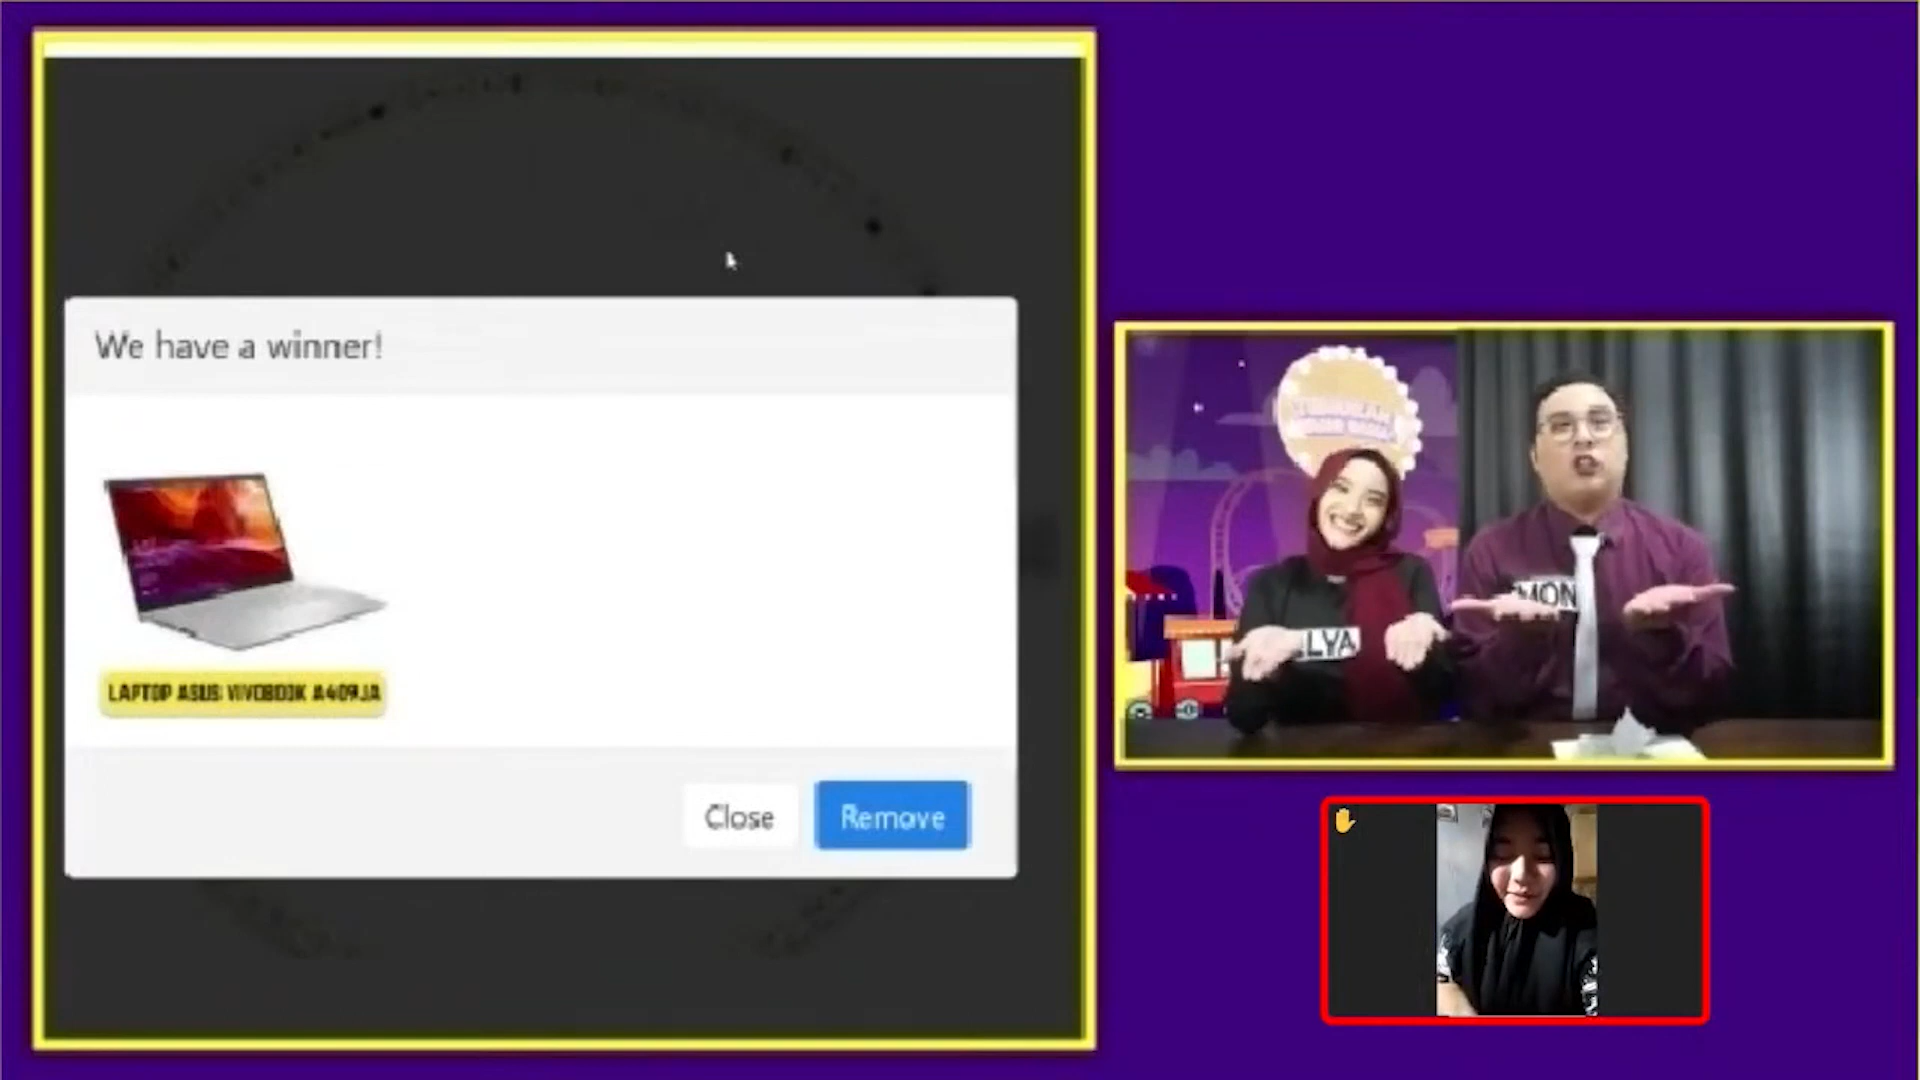 We have a winner!
LAPTOP ASUS VIVOBOOK A409JA
Close
Remove
LYA
MON